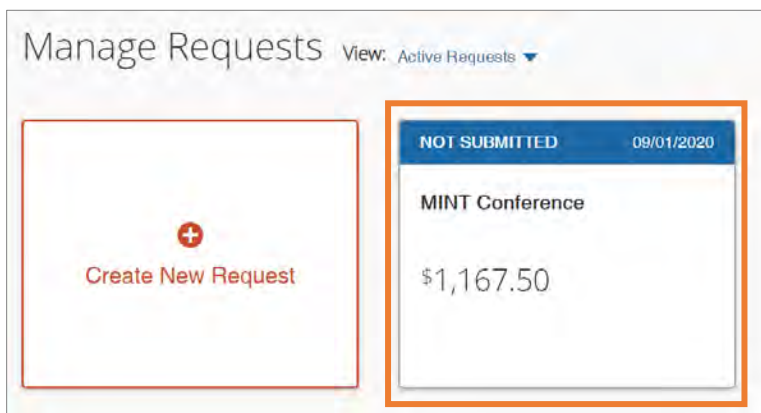 Manage Requests View: Active Requests
NOT SUBMITTED 09/01/2020
MINT Conference
Create New Request
$1,167.50